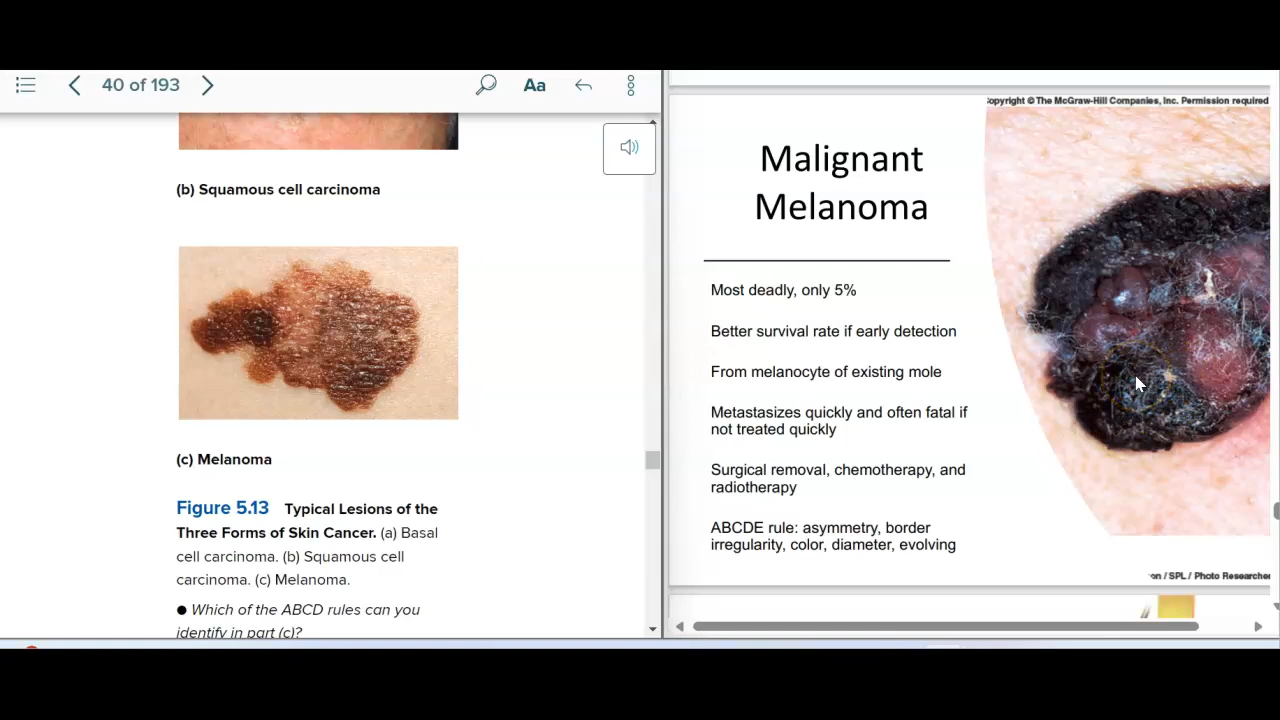 40 of 193
Aa
(b) Squamous cell carcinoma
(c) Melanoma
Figure 5.13 Typical Lesions of the
Three Forms of Skin Cancer. (a) Basal
cell carcinoma. (b) Squamous cell
carcinoma. (c) Melanoma.
● Which of the ABCD rules can you
identify in part (c)?
opyright © The McGraw-Hill Companies, Inc. Permission required
Malignant
Melanoma
Most deadly, only 5%
Better survival rate if early detection
From melanocyte of existing mole
Metastasizes quickly and often fatal if
not treated quickly
Surgical removal, chemotherapy, and
radiotherapy
ABCDE rule: asymmetry, border
irregularity, color, diameter, evolving
on / SPL / Photo Researche